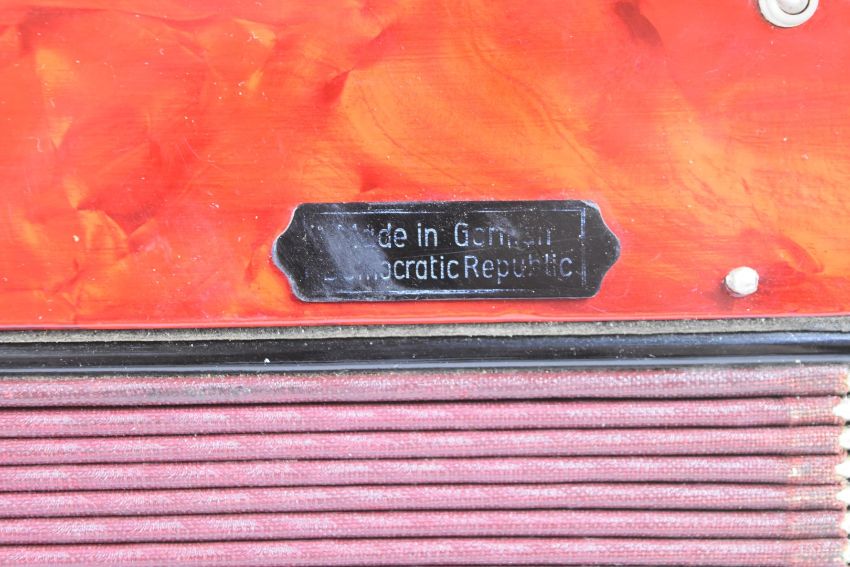 Made in German
Democratic Republic